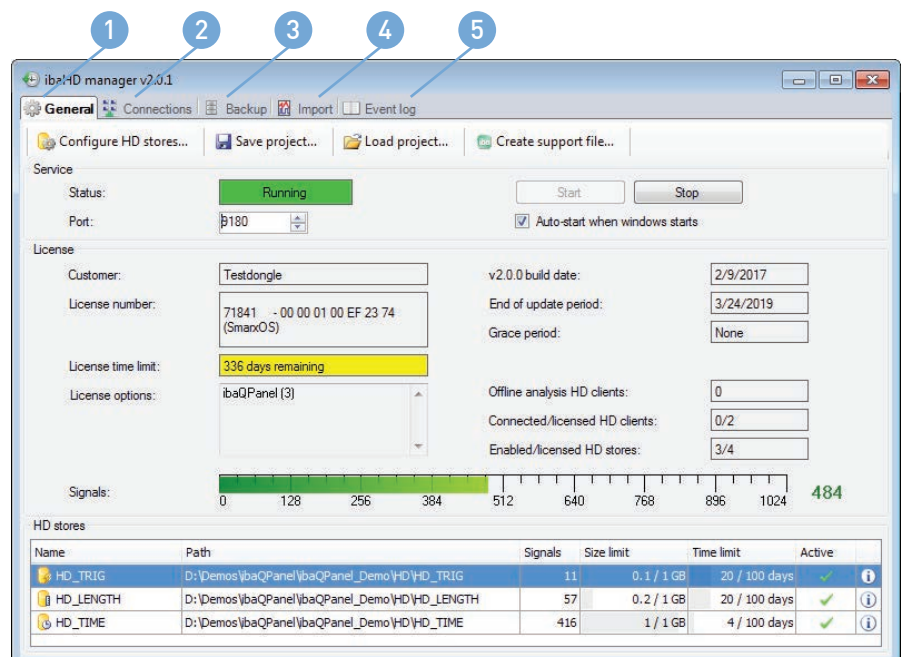 1 2 3 4 5
ibaHD manager v2.0.1
General Connections Backup Import Event log
Configure HD stores... Save project... Load project... Create support file...
Service
Status: Running Start Stop
Port: 9180 Auto-start when windows starts
License
Customer: Testdongle v2.0.0 build date: 2/9/2017
License number: 71841 - 00 00 01 00 EF 23 74 End of update period: 3/24/2019
(SmarxOS) Grace period: None
License time limit: 336 days remaining
License options: ibaQPanel (3) Offline analysis HD clients: 0
Connected/licensed HD clients: 0/2
Enabled/licensed HD stores: 3/4
Signals: 0 128 256 384 512 640 768 896 1024 484
HD stores
Name Path Signals Size limit Time limit Active
HD_TRIG D:\Demos\ibaQPanel\ibaQPanel_Demo\HD\HD_TRIG 11 0.1 / 1 GB 20 / 100 days
HD_LENGTH D:\Demos\ibaQPanel\ibaQPanel_Demo\HD\HD_LENGTH 57 0.2 / 1 GB 20 / 100 days
HD_TIME D:\Demos\ibaQPanel\ibaQPanel_Demo\HD\HD_TIME 416 1 / 1 GB 4 / 100 days